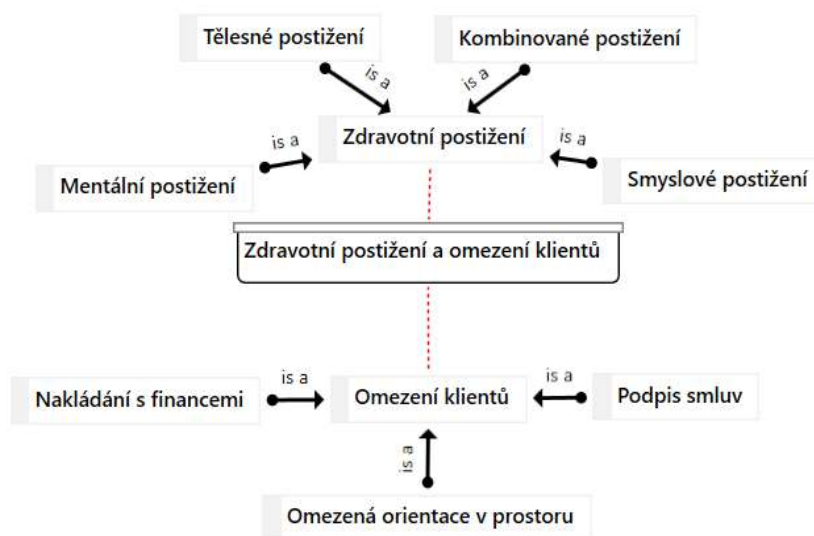 Tělesné postižení
Kombinované postižení
is a
is a
Zdravotní postižení
is a
is a
Mentální postižení
Smyslové postižení
Zdravotní postižení a omezení klientů
is a
is a
Nakládání s financemi
Omezení klientů
Podpis smluv
is a
Omezená orientace v prostoru